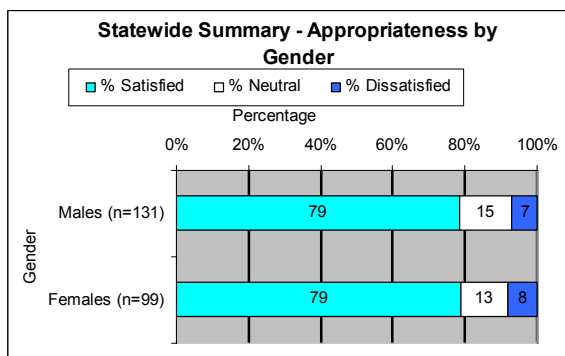 Statewide Summary - Appropriateness by
Gender
% Satisfied % Neutral % Dissatisfied
Percentage
0% 20% 40% 60% 80% 100%
Males (n=131) 79 15 7
Gender
Females (n=99) 79 13 8